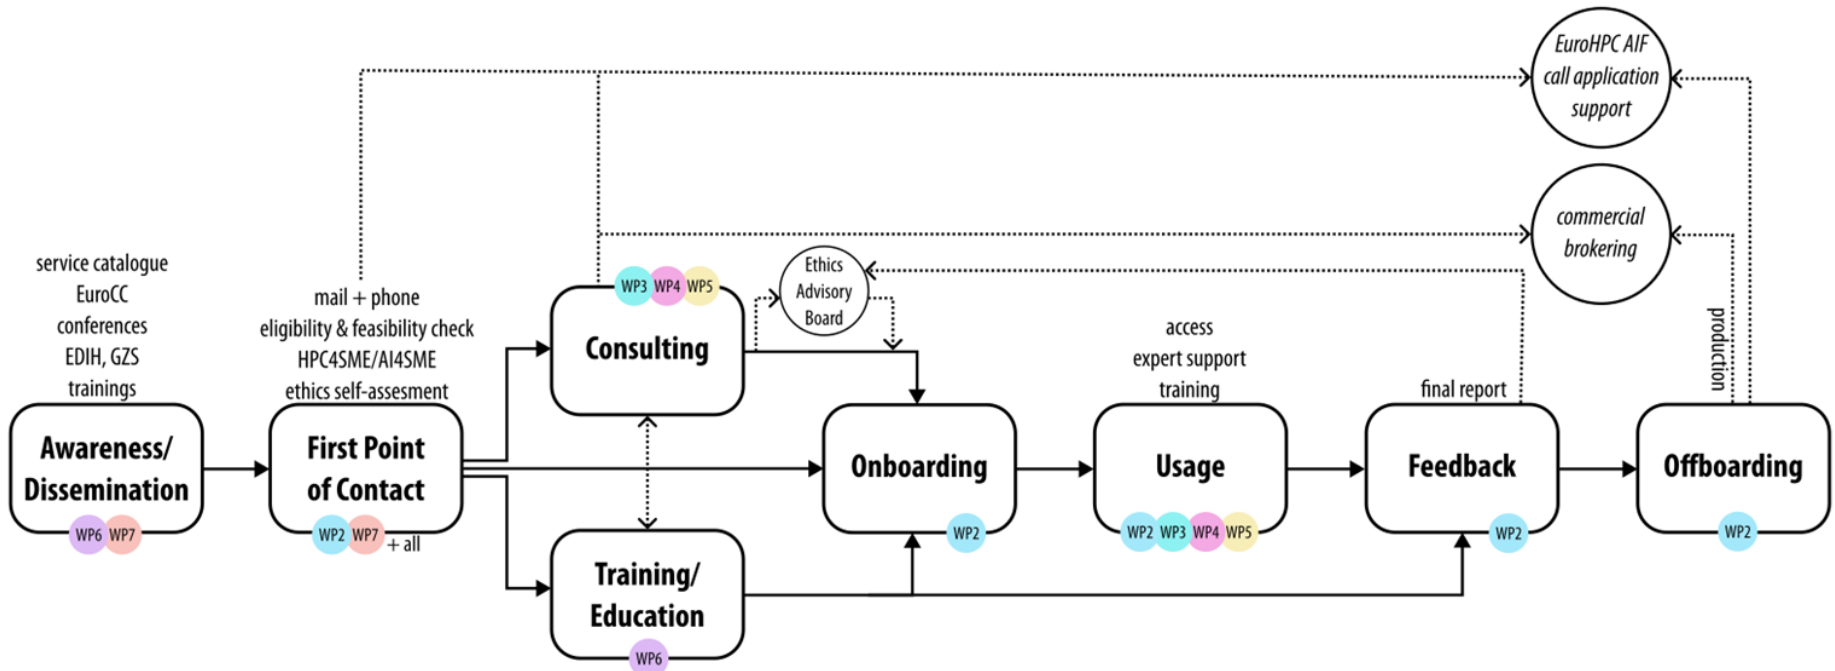 EuroHPC AIF
call application
support
commercial
brokering
service catalogue
EuroCC
conferences
EDIH, GZS
trainings
Awareness/
Dissemination
WP6 WP7
mail + phone
eligibility & feasibility check
HPC4SME/AI4SME
ethics self-assesment
First Point
of Contact
WP2 WP7 + all
WP3 WP4 WP5
Consulting
Ethics
Advisory
Board
Training/
Education
WP6
Onboarding
WP2
access
expert support
training
Usage
WP2 WP3 WP4 WP5
final report
Feedback
WP2
production
Offboarding
WP2